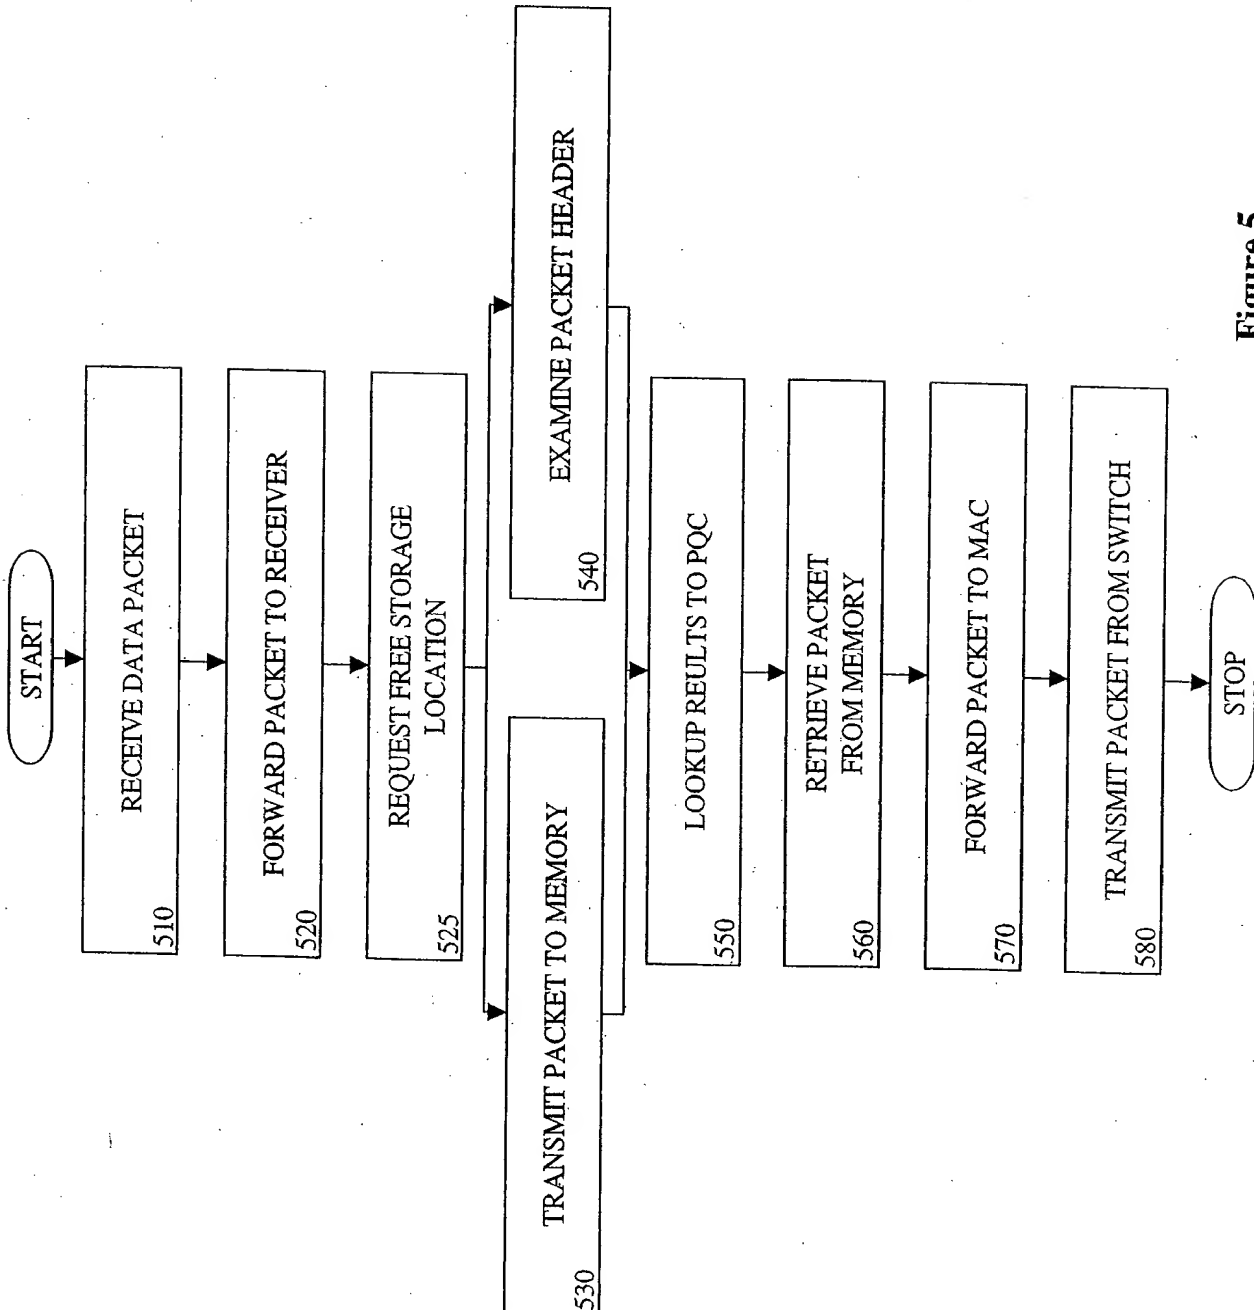 START
RECEIVE DATA PACKET
510
FORWARD PACKET TO RECEIVER
520
REQUEST FREE STORAGE
LOCATION
525
TRANSMIT PACKET TO MEMORY
530
EXAMINE PACKET HEADER
540
LOOKUP REULTS TO PQC
550
RETRIEVE PACKET
FROM MEMORY
560
FORWARD PACKET TO MAC
570
TRANSMIT PACKET FROM SWITCH
580
STOP
Figure 5